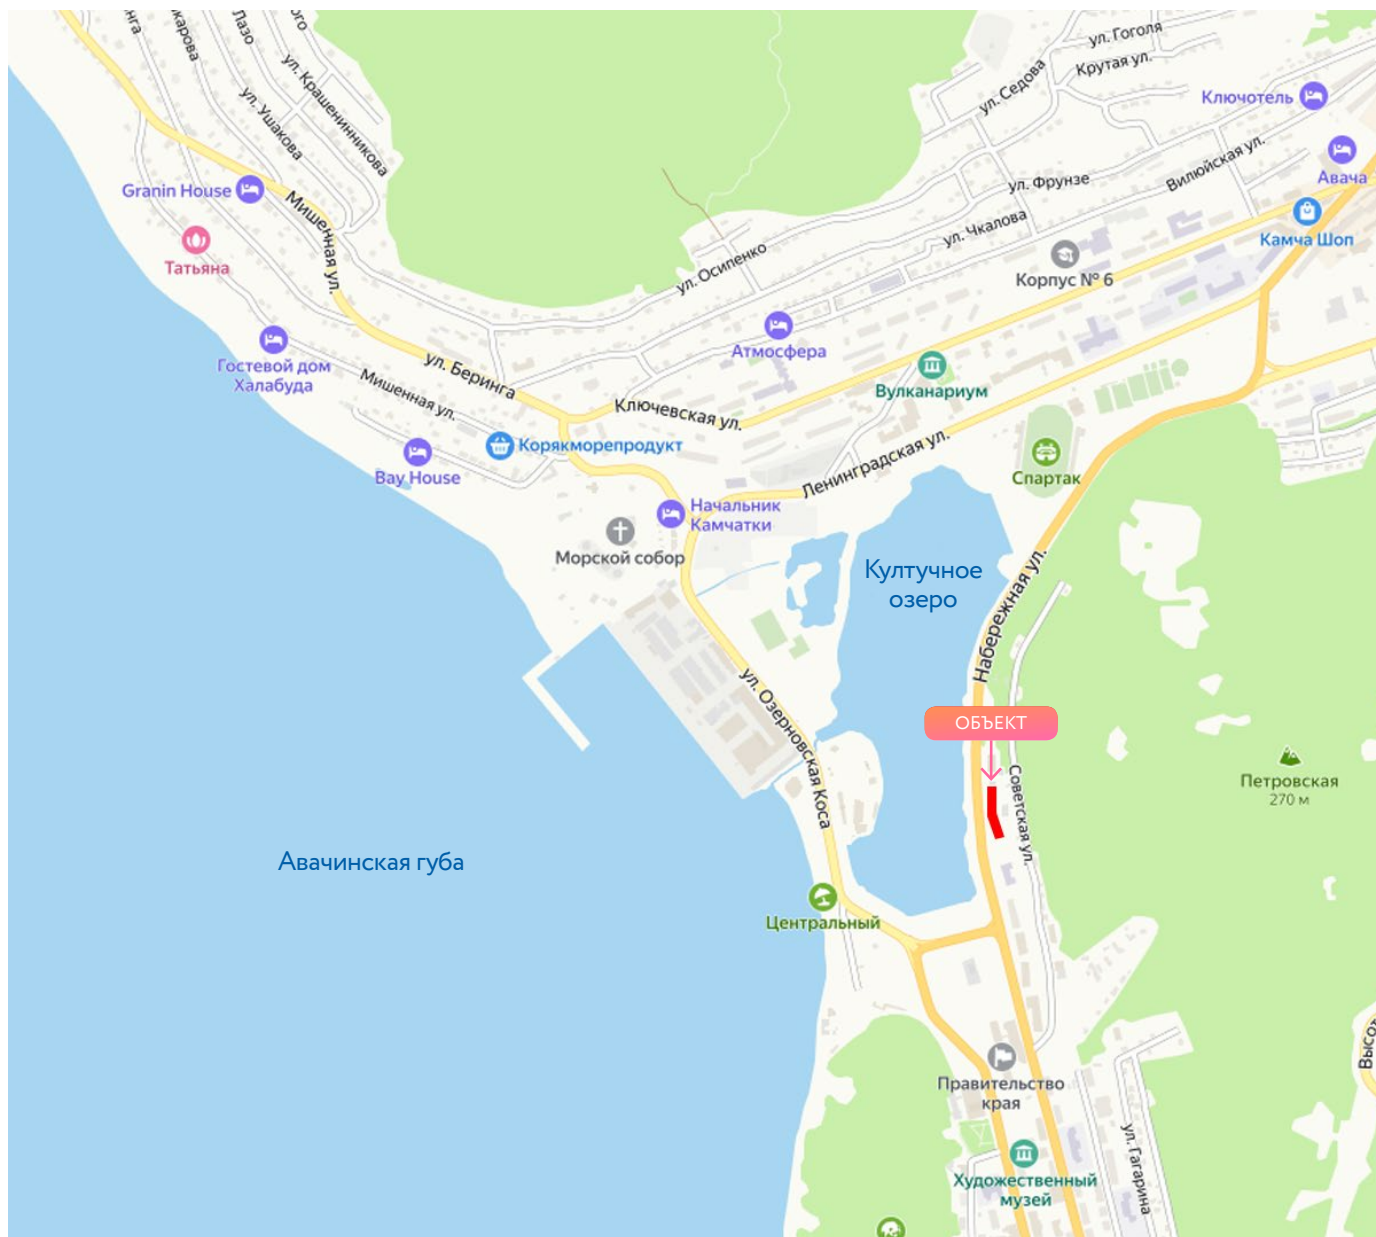 ул. Гоголя
Крутая ул.
ул. Седова
Лазо
ул. Крашенинникова
ул. Ушакова
Ключотель
Вилюйская ул.
Авача
ул. Фрунзе
Granin House
Мишенная ул.
Камча Шоп
ул. Чкалова
Татьяна
ул. Осипенко
Корпус № 6
Атмосфера
Гостевой дом
Халабуда
ул. Беринга
Мишенная ул.
Вулканариум
Ключевская ул.
Корякморепродукт
Ленинградская ул.
Bay House
Спартак
Начальник
Камчатки
Морской собор
Култучное
озеро
Набережная ул.
ул. Озерновская Коса
ОБЪЕКТ
Советская ул.
Петровская
270 м
Авачинская губа
Центральный
Правительство
края
ул. Гагарина
Художественный
музей